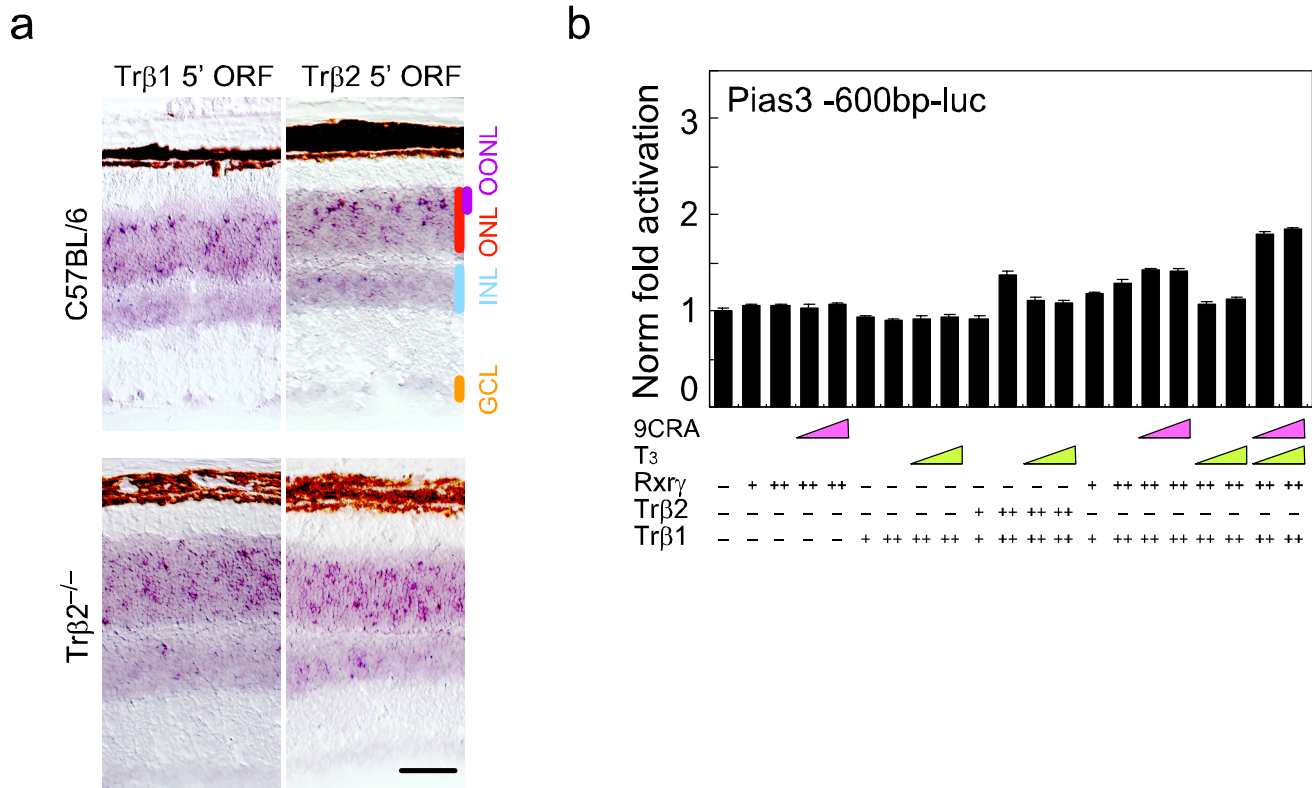 a
Trβ1 5' ORF
Trβ2 5' ORF
C57BL/6
OONL
ONL
INL
GCL
Trβ2–/–
b
Pias3 -600bp-luc
Norm fold activation
3
2
1
0
9CRA
T3
Rxrγ – + ++ ++ ++ – – – – – – – – + ++ ++ ++ ++ ++ ++ ++
Trβ2 – – – – – – – – – + ++ ++ ++ – – – – – – – –
Trβ1 – – – – – + ++ ++ ++ + ++ ++ ++ + ++ ++ ++ ++ ++ ++ ++